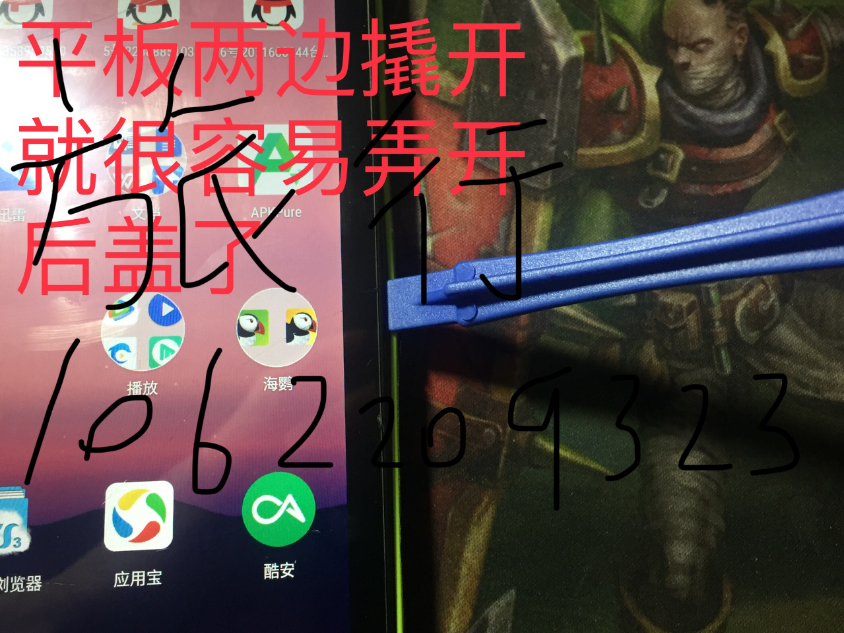 平板两边撬开
就很容易弄开
后盖了
旅行
1062209323
迅雷
APKPure
播放
海鹦
浏览器
应用宝
酷安